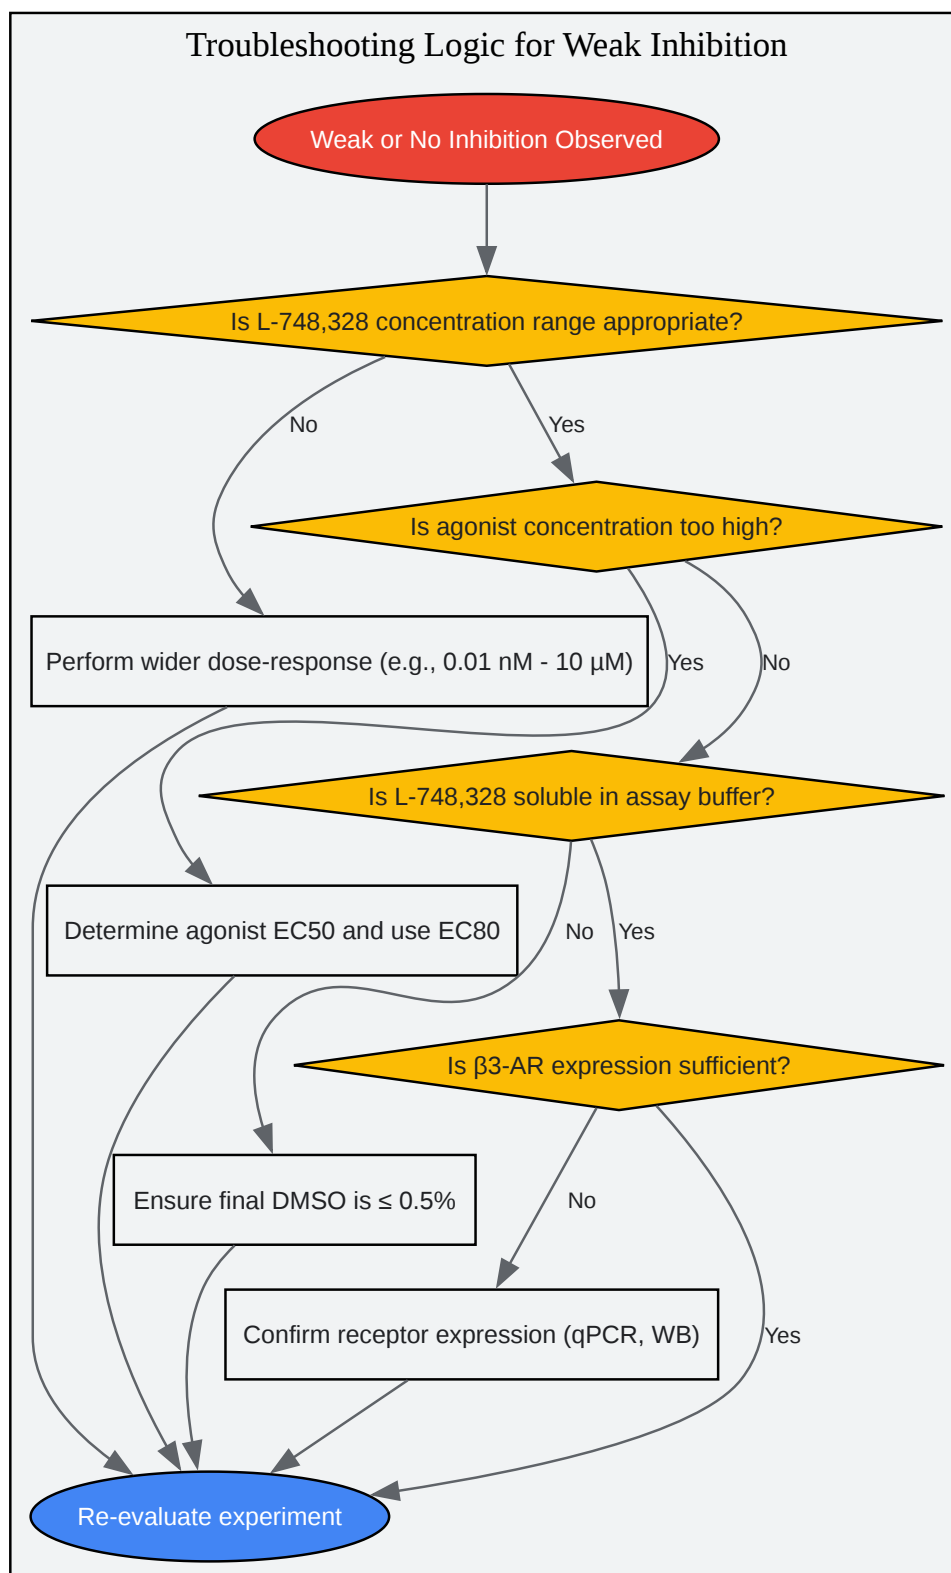 Troubleshooting Logic for Weak Inhibition
Weak or No Inhibition Observed
Is L-748,328 concentration range appropriate?
No
Yes
Is agonist concentration too high?
Perform wider dose-response (e.g., 0.01 nM - 10 µM)
Yes
No
Is L-748,328 soluble in assay buffer?
Determine agonist EC50 and use EC80
No
Yes
Is β3-AR expression sufficient?
Ensure final DMSO is ≤ 0.5%
No
Confirm receptor expression (qPCR, WB)
Yes
Re-evaluate experiment